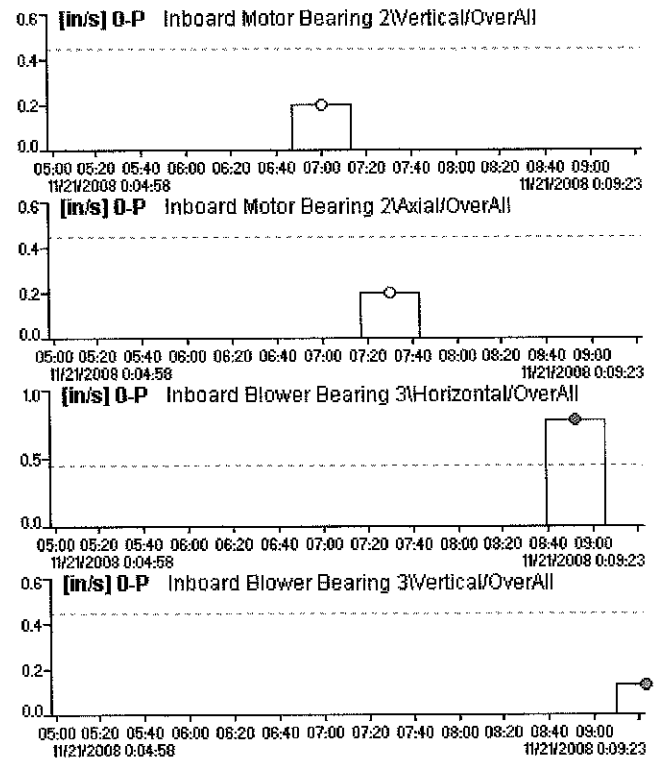 [in/s] 0-P Inboard Motor Bearing 2\Vertical/OverAll
0.6
0.4
0.2
0.0
05:00 05:20 05:40 06:00 06:20 06:40 07:00 07:20 07:40 08:00 08:20 08:40 09:00
11/21/2008 0:04:58 11/21/2008 0:09:23
[in/s] 0-P Inboard Motor Bearing 2\Axial/OverAll
0.6
0.4
0.2
0.0
05:00 05:20 05:40 06:00 06:20 06:40 07:00 07:20 07:40 08:00 08:20 08:40 09:00
11/21/2008 0:04:58 11/21/2008 0:09:23
[in/s] 0-P Inboard Blower Bearing 3\Horizontal/OverAll
1.0
0.5
0.0
05:00 05:20 05:40 06:00 06:20 06:40 07:00 07:20 07:40 08:00 08:20 08:40 09:00
11/21/2008 0:04:58 11/21/2008 0:09:23
[in/s] 0-P Inboard Blower Bearing 3\Vertical/OverAll
0.6
0.4
0.2
0.0
05:00 05:20 05:40 06:00 06:20 06:40 07:00 07:20 07:40 08:00 08:20 08:40 09:00
11/21/2008 0:04:58 11/21/2008 0:09:23